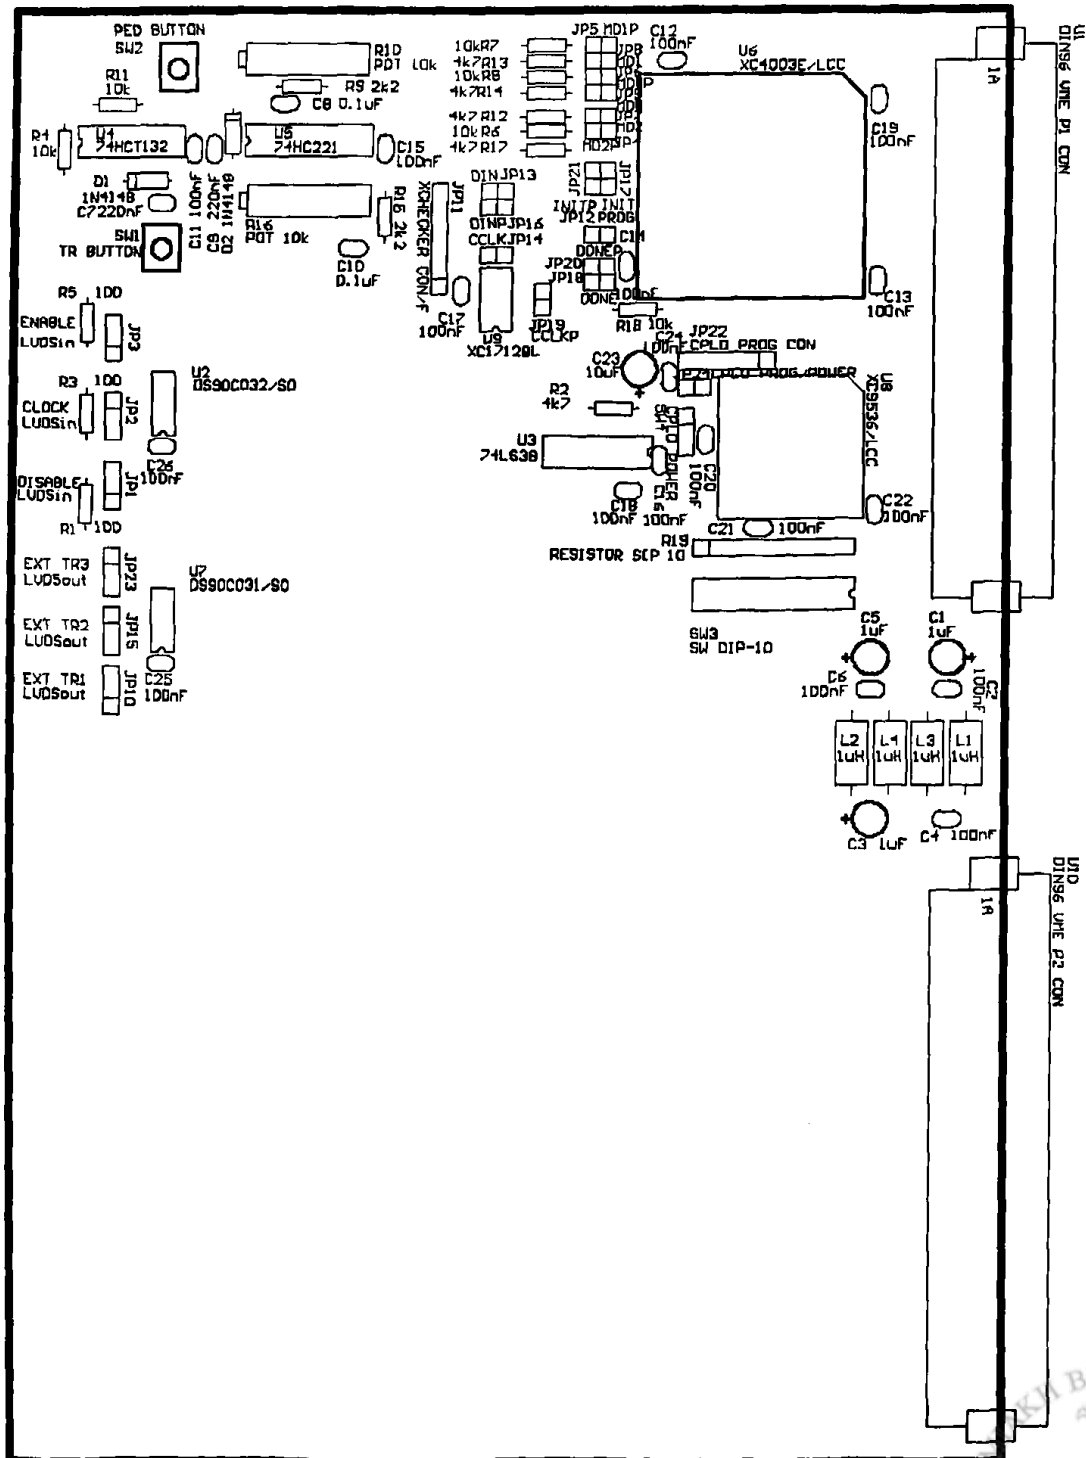 PED BUTTON
SW2
R11
10k
R4
10k
U4
74HCT132
D1
1N4148
C7 220nF
SW1
TR BUTTON
C11 100nF
C9 220nF
D2 1N4148
R10
POT 10k
R9 2k2
C8 0.1uF
U5
74HC221
C15
100nF
R16
POT 10k
R15 2k2
C10
0.1uF
XCHECKER CON/F
JP11
C17
100nF
10kR7
4k7R13
10kR8
4k7R14
4k7R12
10kR6
4k7R17
JP5 MD1P
JP8
MD1
MD2
MD2P
C12
100nF
U6
XC4003E/LCC
C19
100nF
C13
100nF
DINJP13
DINPJP16
CCLKJP14
U9
XC17128L
JP19
CCLKP
JP21
JP17
INITP INIT
JP12 PROG
C14
DONEP
JP20
JP18
DONE
100nF
R18 10k
C24
100nF
JP22
CPLD PROG CON
C23
10uF
R2
4k7
U3
74LS38
C18
100nF
C16
100nF
C20
100nF
U8
XC9536/LCC
C22
100nF
C21
100nF
R19
RESISTOR SIP 10
SW3
SW DIP-10
R5 100
ENABLE
LVDSin
JP3
R3 100
CLOCK
LVDSin
JP2
U2
DS90C032/SO
C26
100nF
DISABLE
LVDSin
JP1
R1 100
EXT TR3
LVDSout
JP23
U7
DS90C031/SO
EXT TR2
LVDSout
JP15
EXT TR1
LVDSout
JP10
C25
100nF
C5
1uF
C1
1uF
C6
100nF
C2
100nF
L2
1uH
L4
1uH
L3
1uH
L1
1uH
C3 1uF
C4 100nF
U1
DIN96 VME P1 CON
1A
U10
DIN96 VME P2 CON
1A